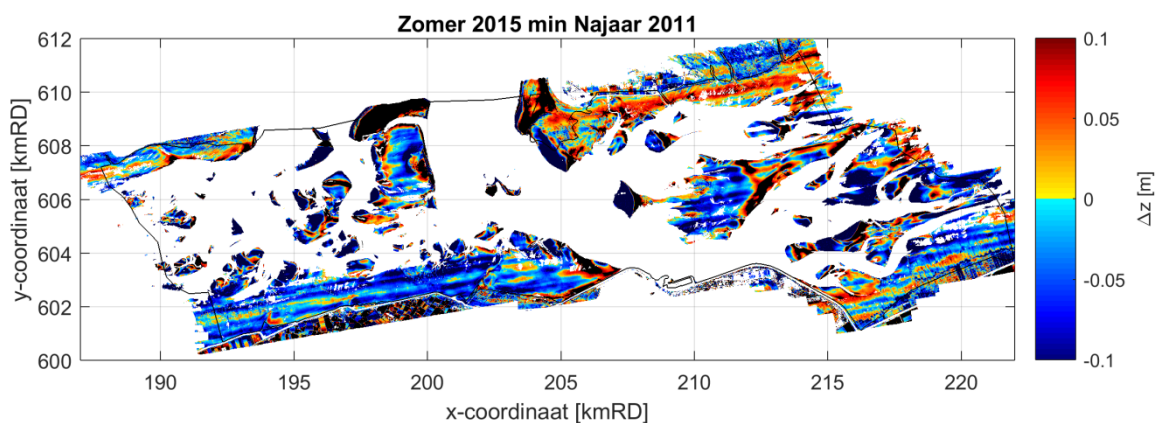 Zomer 2015 min Najaar 2011
612
610
608
606
604
602
600
y-coordinaat [kmRD]
190 195 200 205 210 215 220
x-coordinaat [kmRD]
0.1
0.05
0
-0.05
-0.1
Δz [m]